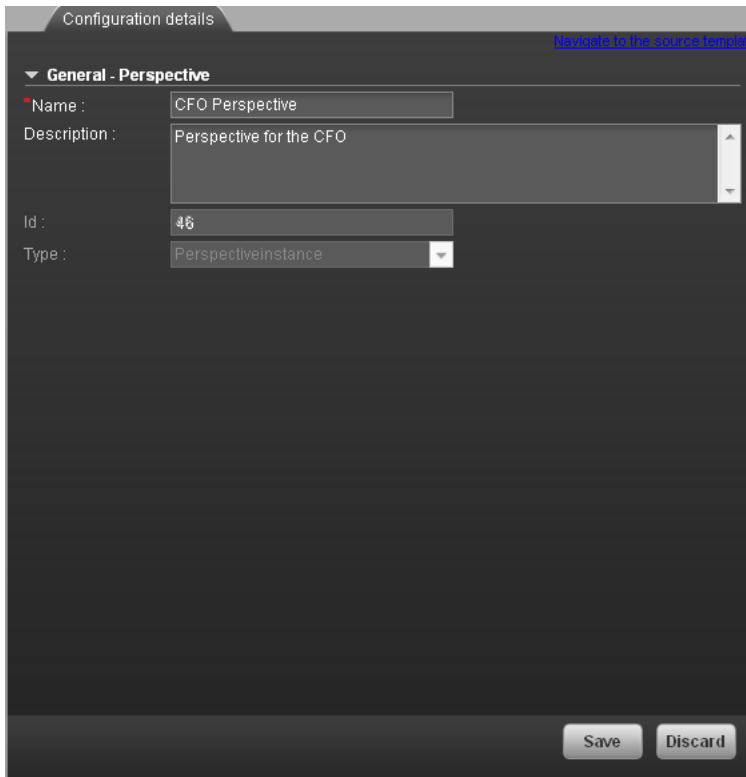 Configuration details
Navigate to the source templa
General - Perspective
*Name : CFO Perspective
Description : Perspective for the CFO
Id : 46
Type : Perspectiveinstance
Save Discard